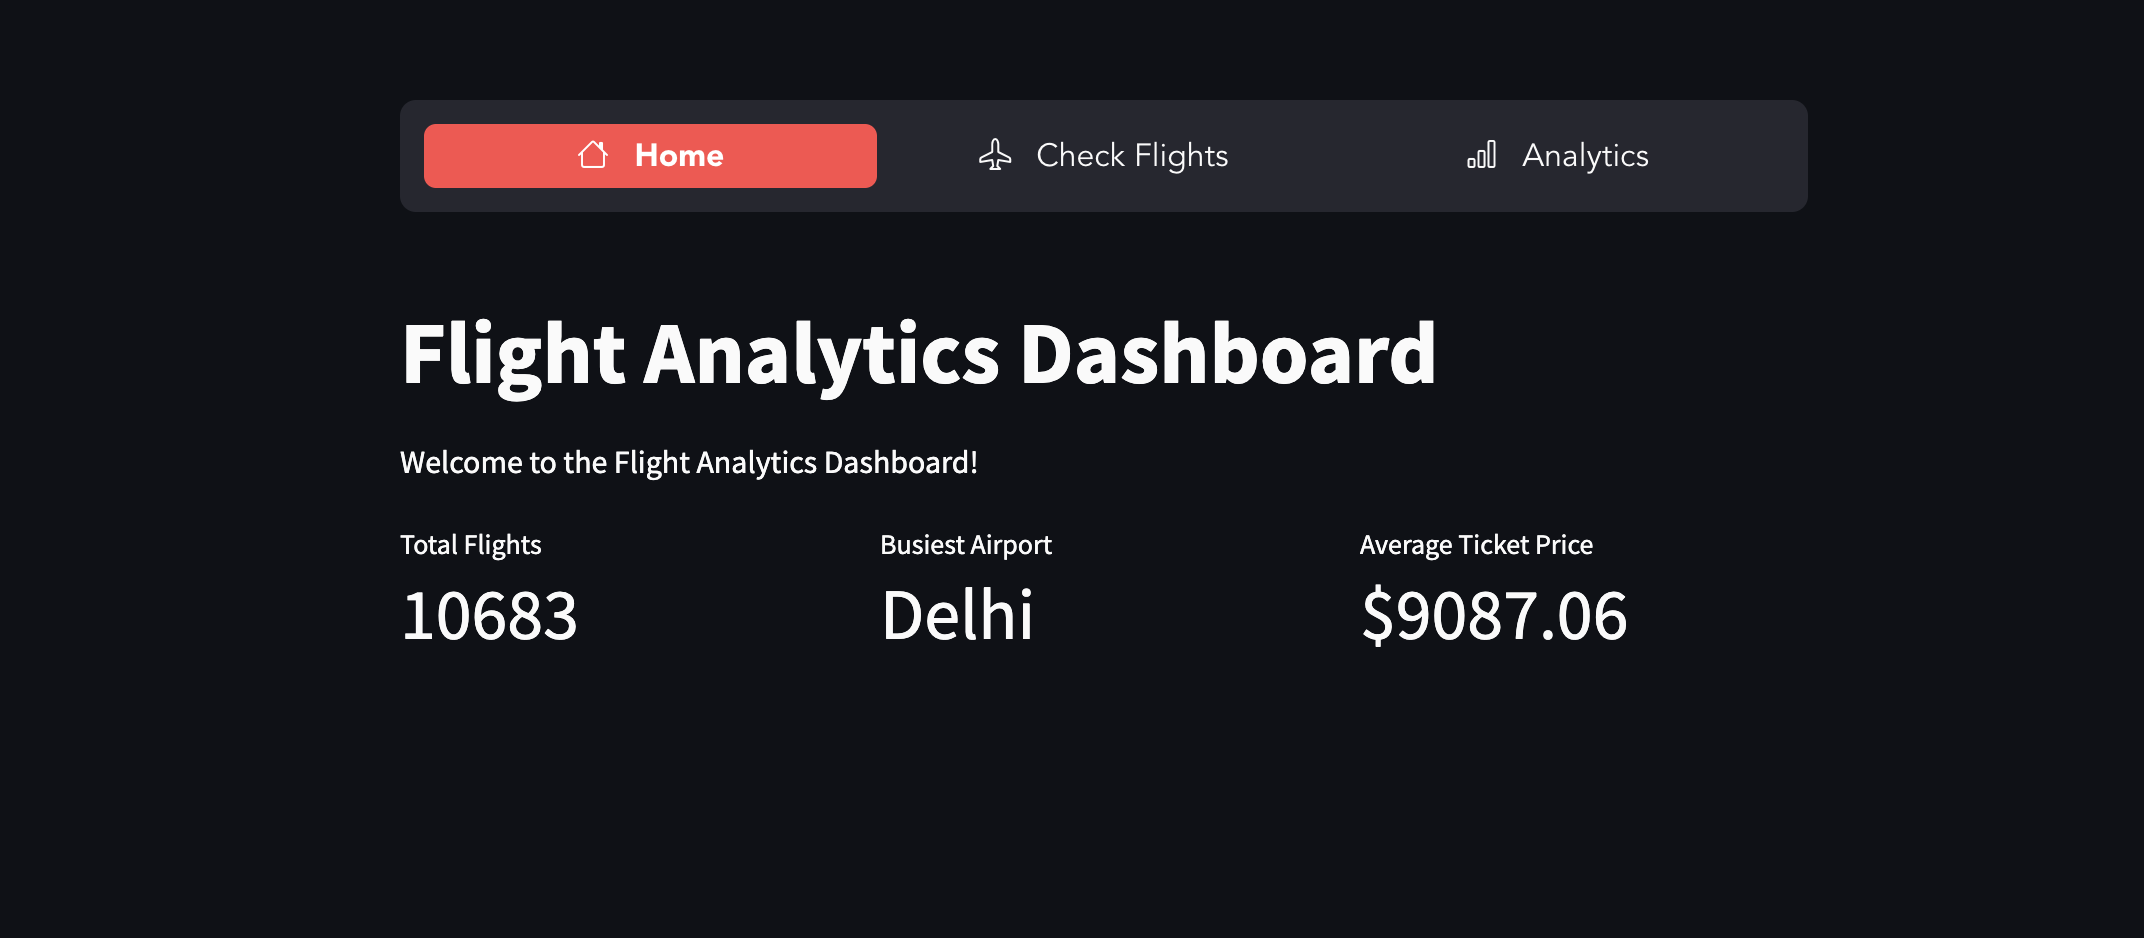 Home
Check Flights
Analytics
Flight Analytics Dashboard
Welcome to the Flight Analytics Dashboard!
Total Flights
10683
Busiest Airport
Delhi
Average Ticket Price
$9087.06